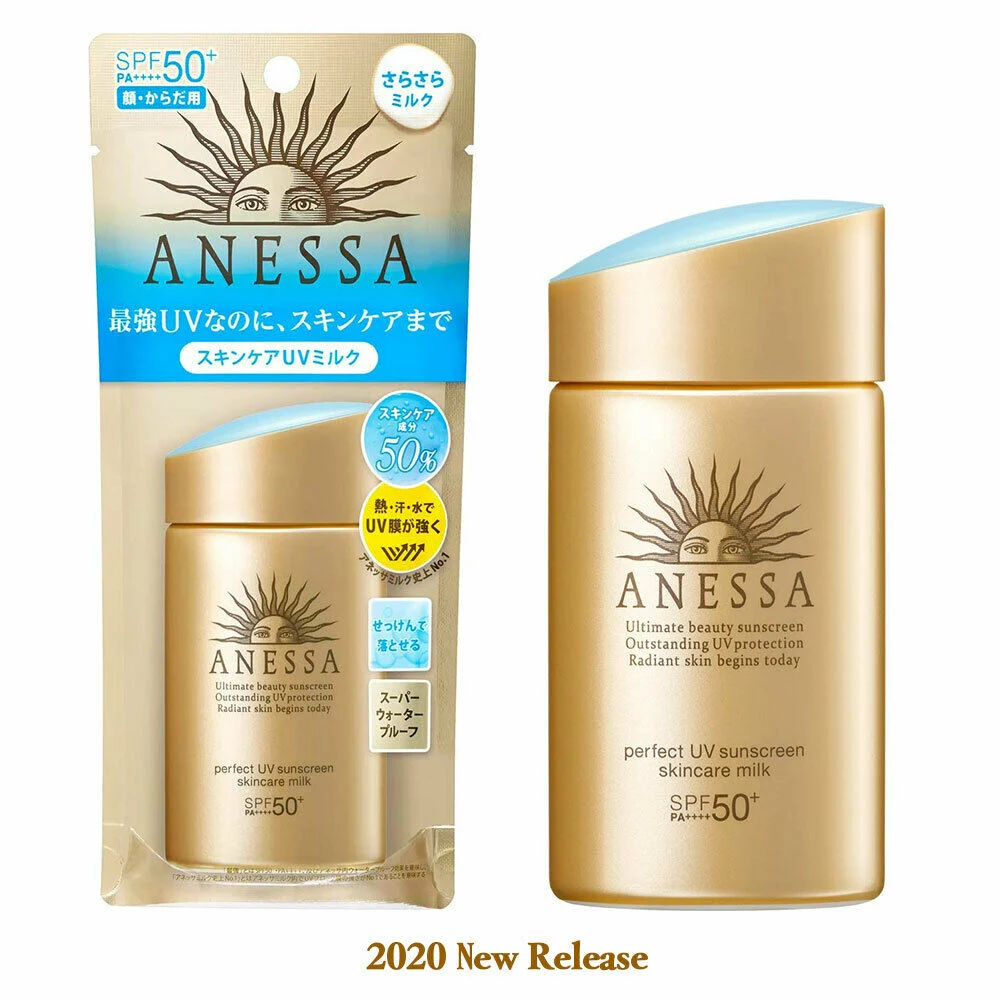 SPF50+
PA++++
顔・からだ用
さらさら
ミルク
ANESSA
最強UVなのに、スキンケアまで
スキンケアUVミルク
スキンケア
成分
50%
熱・汗・水で
UV膜が強く
アネッサミルク史上No.1
せっけんで
落とせる
スーパー
ウォーター
プルーフ
ANESSA
Ultimate beauty sunscreen
Outstanding UV protection
Radiant skin begins today
perfect UV sunscreen
skincare milk
SPF50+
PA++++
ANESSA
Ultimate beauty sunscreen
Outstanding UV protection
Radiant skin begins today
perfect UV sunscreen
skincare milk
SPF50+
PA++++
2020 New Release